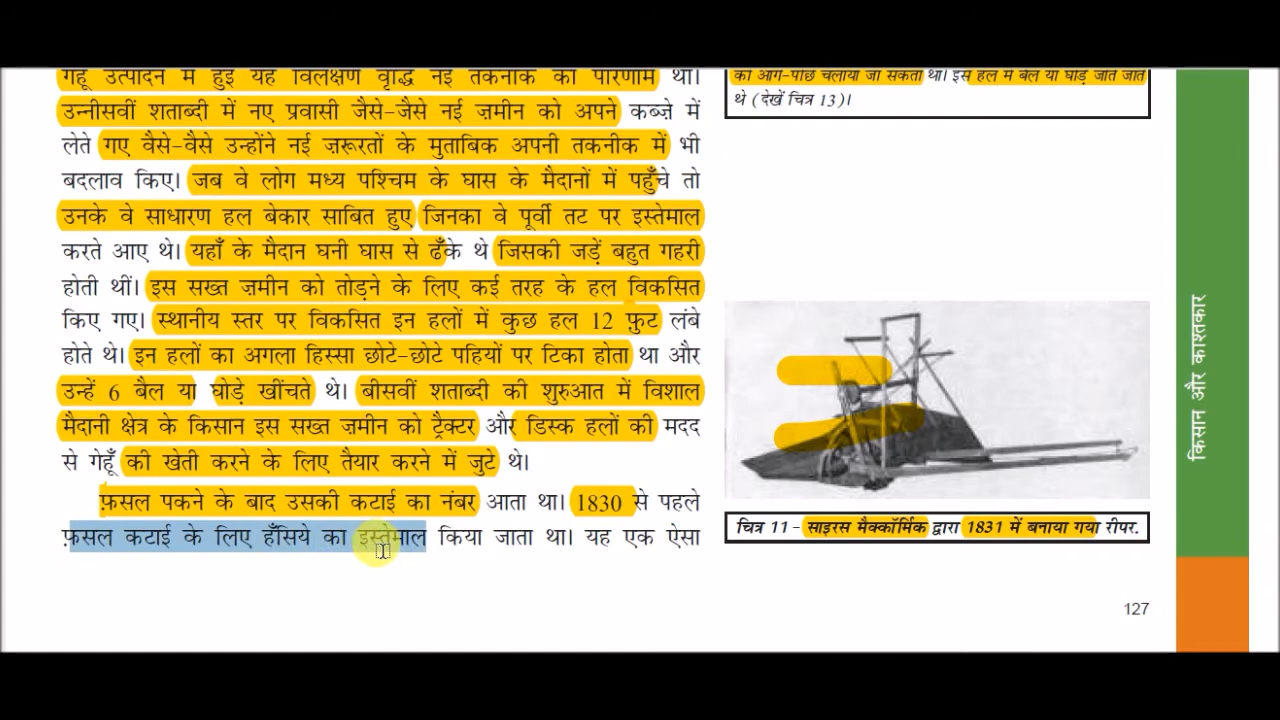 गेहूँ उत्पादन में हुई यह विलक्षण वृद्धि नई तकनीक का परिणाम था।
उन्नीसवीं शताब्दी में नए प्रवासी जैसे-जैसे नई ज़मीन को अपने कब्ज़े में
लेते गए वैसे-वैसे उन्होंने नई ज़रूरतों के मुताबिक अपनी तकनीक में भी
बदलाव किए। जब वे लोग मध्य पश्चिम के घास के मैदानों में पहुँचे तो
उनके वे साधारण हल बेकार साबित हुए जिनका वे पूर्वी तट पर इस्तेमाल
करते आए थे। यहाँ के मैदान घनी घास से ढँके थे जिसकी जड़ें बहुत गहरी
होती थीं। इस सख्त ज़मीन को तोड़ने के लिए कई तरह के हल विकसित
किए गए। स्थानीय स्तर पर विकसित इन हलों में कुछ हल 12 फ़ुट लंबे
होते थे। इन हलों का अगला हिस्सा छोटे-छोटे पहियों पर टिका होता था और
उन्हें 6 बैल या घोड़े खींचते थे। बीसवीं शताब्दी की शुरुआत में विशाल
मैदानी क्षेत्र के किसान इस सख्त ज़मीन को ट्रैक्टर और डिस्क हलों की मदद
से गेहूँ की खेती करने के लिए तैयार करने में जुटे थे।
फ़सल पकने के बाद उसकी कटाई का नंबर आता था। 1830 से पहले
फ़सल कटाई के लिए हँसिये का इस्तेमाल किया जाता था। यह एक ऐसा
को आगे-पीछे चलाया जा सकता था। इस हल में बैल या घोड़े जोते जाते
थे (देखें चित्र 13)।
चित्र 11 – साइरस मैक्कॉर्मिक द्वारा 1831 में बनाया गया रीपर.
127
किसान और काश्तकार